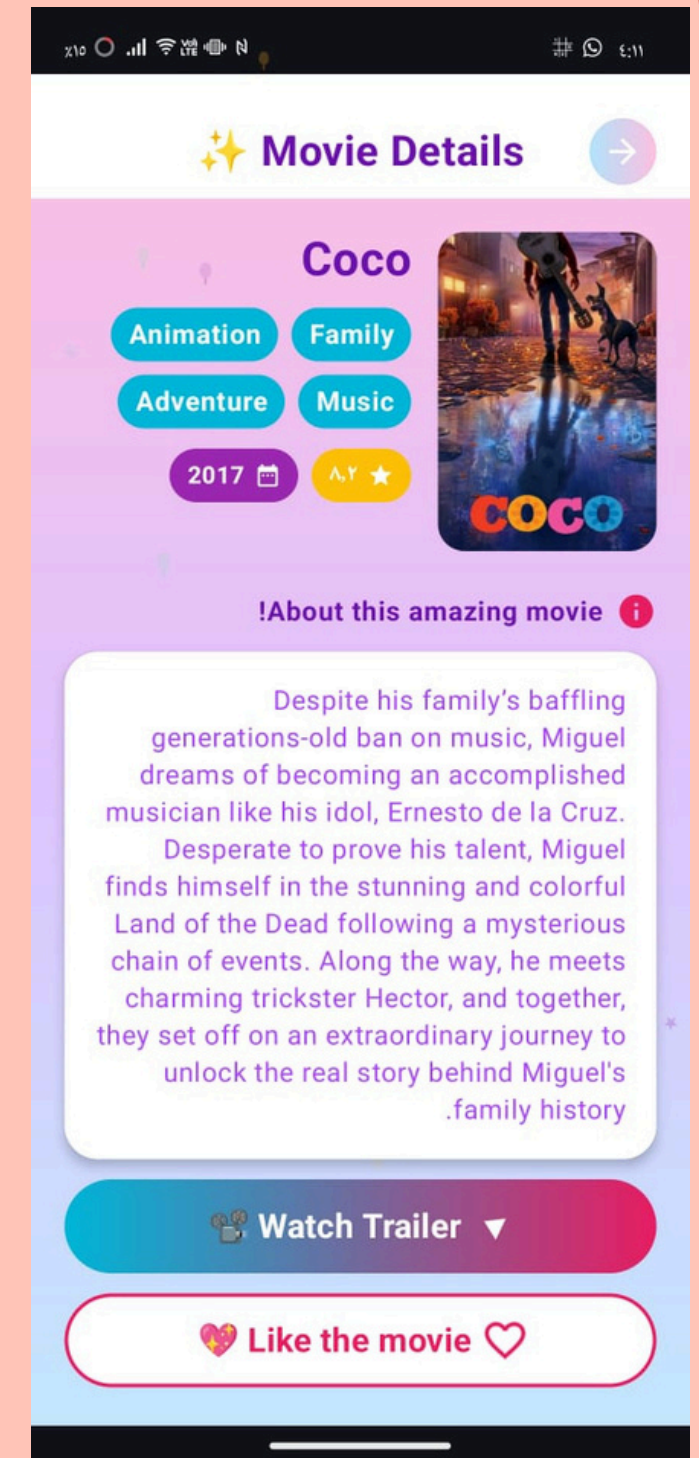 ٪١٥ VoLTE N ٤:١١
✨ Movie Details
Coco
Animation Family
Adventure Music
2017 ٨,٢
COCO
!About this amazing movie
Despite his family’s baffling
generations-old ban on music, Miguel
dreams of becoming an accomplished
musician like his idol, Ernesto de la Cruz.
Desperate to prove his talent, Miguel
finds himself in the stunning and colorful
Land of the Dead following a mysterious
chain of events. Along the way, he meets
charming trickster Hector, and together,
they set off on an extraordinary journey to
unlock the real story behind Miguel's
.family history
📽️ Watch Trailer
💖 Like the movie